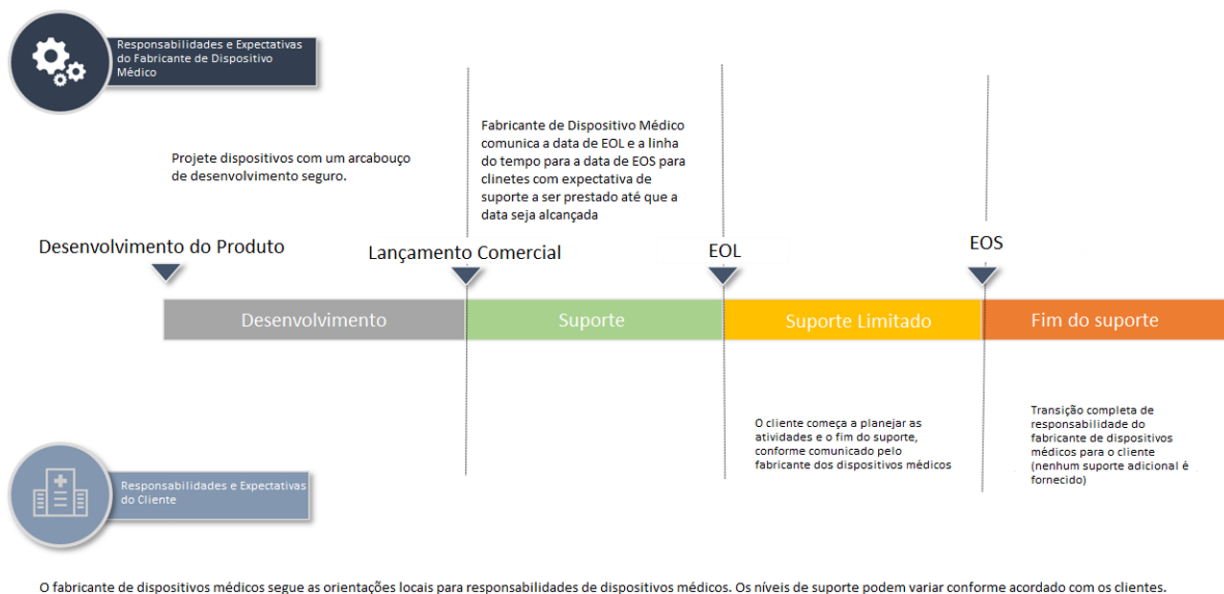 Responsabilidades e Expectativas
do Fabricante de Dispositivo
Médico
Projete dispositivos com um arcabouço
de desenvolvimento seguro.
Fabricante de Dispositivo Médico
comunica a data de EOL e a linha
do tempo para a data de EOS para
clinetes com expectativa de
suporte a ser prestado até que a
data seja alcançada
Desenvolvimento do Produto
Lançamento Comercial
EOL
EOS
Desenvolvimento
Suporte
Suporte Limitado
Fim do suporte
O cliente começa a planejar as
atividades e o fim do suporte,
conforme comunicado pelo
fabricante dos dispositivos médicos
Transição completa de
responsabilidade do
fabricante de dispositivos
médicos para o cliente
(nenhum suporte adicional é
fornecido)
Responsabilidades e Expectativas
do Cliente
O fabricante de dispositivos médicos segue as orientações locais para responsabilidades de dispositivos médicos. Os níveis de suporte podem variar conforme acordado com os clientes.